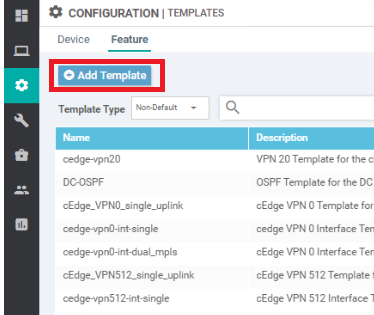 CONFIGURATION | TEMPLATES
Device Feature
Add Template
Template Type Non-Default
Name Description
cedge-vpn20 VPN 20 Template for the c
DC-OSPF OSPF Template for the DC
cEdge_VPN0_single_uplink cEdge VPN 0 Template for
cedge-vpn0-int-single cedge VPN 0 Interface Tem
cedge-vpn0-int-dual_mpls cEdge VPN 0 Interface Tem
cEdge_VPN512_single_uplink cEdge VPN 512 Template f
cedge-vpn512-int-single cEdge VPN 512 Interface T